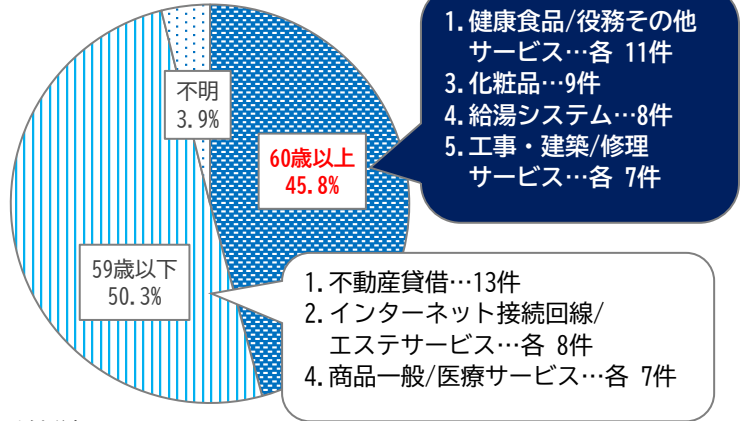 不明
3.9%
60歳以上
45.8%
59歳以下
50.3%
1.健康食品/役務その他
サービス…各 11件
3.化粧品…9件
4.給湯システム…8件
5.工事・建築/修理
サービス…各 7件
1.不動産貸借…13件
2.インターネット接続回線/
エステサービス…各 8件
4.商品一般/医療サービス…各 7件